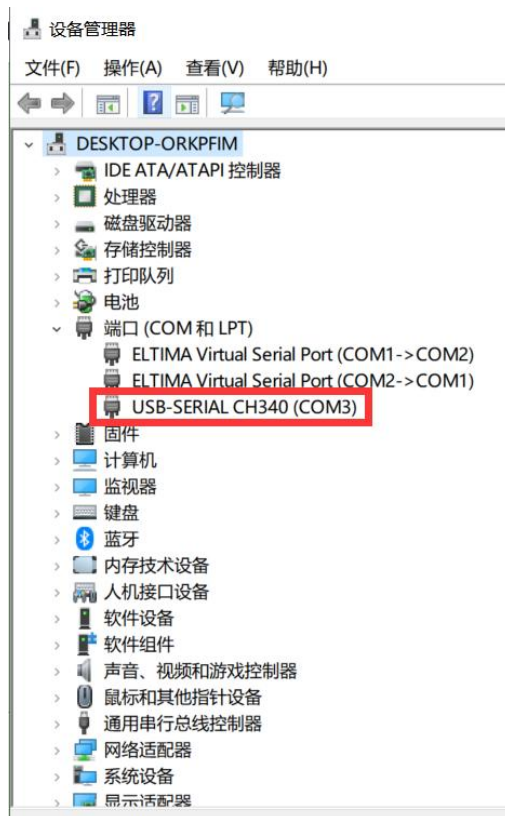 设备管理器
文件(F) 操作(A) 查看(V) 帮助(H)
DESKTOP-ORKPFIM
IDE ATA/ATAPI 控制器
处理器
磁盘驱动器
存储控制器
打印队列
电池
端口 (COM 和 LPT)
ELTIMA Virtual Serial Port (COM1->COM2)
ELTIMA Virtual Serial Port (COM2->COM1)
USB-SERIAL CH340 (COM3)
固件
计算机
监视器
键盘
蓝牙
内存技术设备
人机接口设备
软件设备
软件组件
声音、视频和游戏控制器
鼠标和其他指针设备
通用串行总线控制器
网络适配器
系统设备
显示适配器